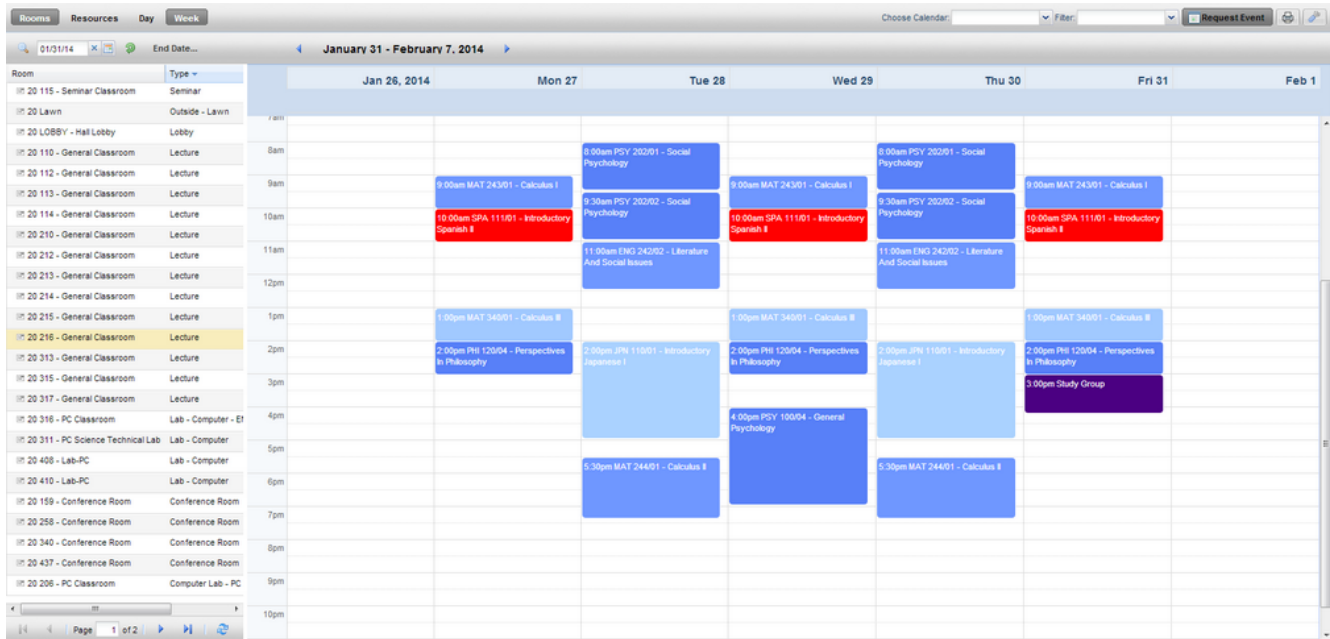 Rooms Resources Day Week Choose Calendar: Filter: Request Event
01/31/14 End Date... January 31 - February 7, 2014
Room Type
Jan 26, 2014 Mon 27 Tue 28 Wed 29 Thu 30 Fri 31 Feb 1
20 115 - Seminar Classroom Seminar
20 Lawn Outside - Lawn
20 LOBBY - Hall Lobby Lobby
20 110 - General Classroom Lecture
20 112 - General Classroom Lecture
20 113 - General Classroom Lecture
20 114 - General Classroom Lecture
20 210 - General Classroom Lecture
20 212 - General Classroom Lecture
20 213 - General Classroom Lecture
20 214 - General Classroom Lecture
20 215 - General Classroom Lecture
20 216 - General Classroom Lecture
20 313 - General Classroom Lecture
20 315 - General Classroom Lecture
20 317 - General Classroom Lecture
20 316 - PC Classroom Lab - Computer -
20 311 - PC Science Technical Lab Lab - Computer
20 408 - Lab-PC Lab - Computer
20 410 - Lab-PC Lab - Computer
20 159 - Conference Room Conference Room
20 258 - Conference Room Conference Room
20 340 - Conference Room Conference Room
20 437 - Conference Room Conference Room
20 206 - PC Classroom Computer Lab - PC
Page 1 of 2
7am
8am
9am
10am
11am
12pm
1pm
2pm
3pm
4pm
5pm
6pm
7pm
8pm
9pm
10pm
9:00am MAT 243/01 - Calculus I
10:00am SPA 111/01 - Introductory
Spanish II
1:00pm MAT 340/01 - Calculus III
2:00pm PHI 120/04 - Perspectives
In Philosophy
8:00am PSY 202/01 - Social
Psychology
9:30am PSY 202/02 - Social
Psychology
11:00am ENG 242/02 - Literature
And Social Issues
2:00pm JPN 110/01 - Introductory
Japanese I
5:30pm MAT 244/01 - Calculus II
9:00am MAT 243/01 - Calculus I
10:00am SPA 111/01 - Introductory
Spanish II
1:00pm MAT 340/01 - Calculus III
2:00pm PHI 120/04 - Perspectives
In Philosophy
4:00pm PSY 100/04 - General
Psychology
8:00am PSY 202/01 - Social
Psychology
9:30am PSY 202/02 - Social
Psychology
11:00am ENG 242/02 - Literature
And Social Issues
2:00pm JPN 110/01 - Introductory
Japanese I
5:30pm MAT 244/01 - Calculus II
9:00am MAT 243/01 - Calculus I
10:00am SPA 111/01 - Introductory
Spanish II
1:00pm MAT 340/01 - Calculus III
2:00pm PHI 120/04 - Perspectives
In Philosophy
3:00pm Study Group